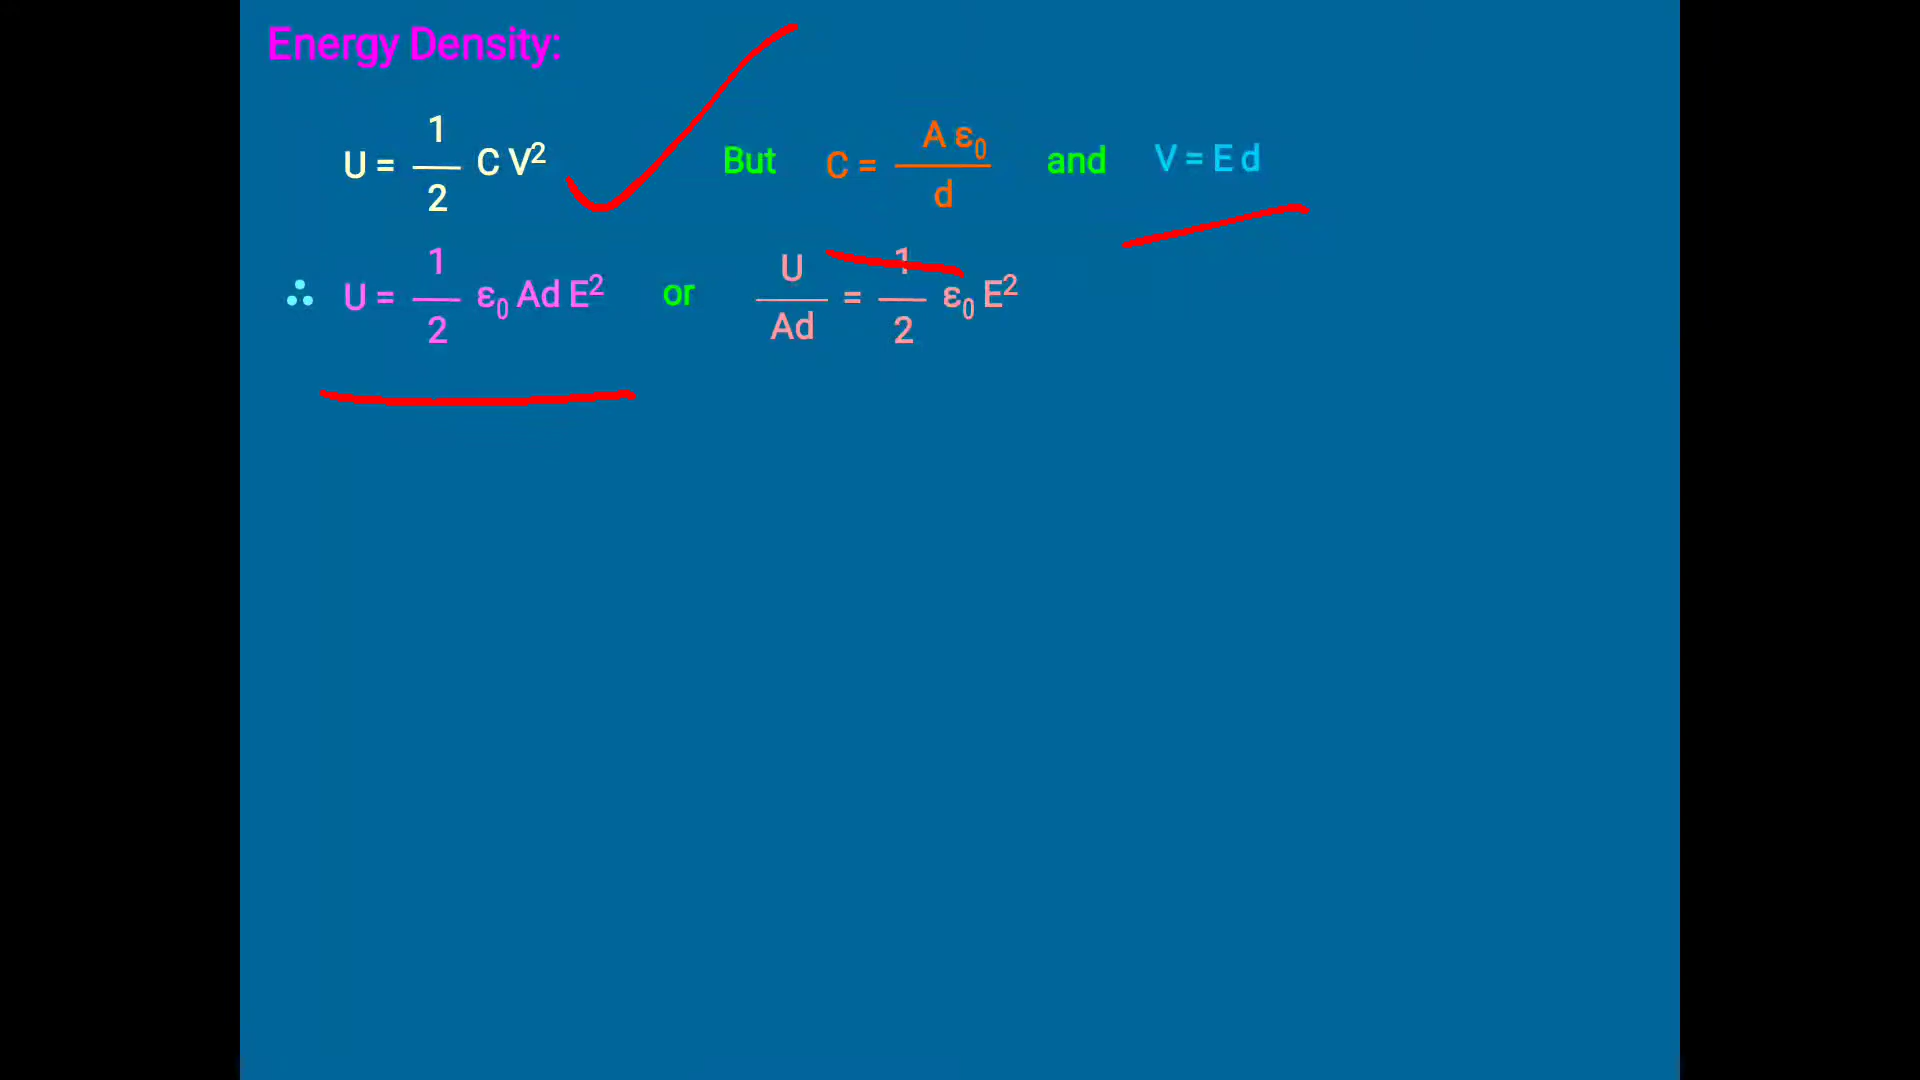 Energy Density:
U = 1/2 C V² But C = A ε₀/d and V = E d
∴ U = 1/2 ε₀ Ad E² or U/Ad = 1/2 ε₀ E²